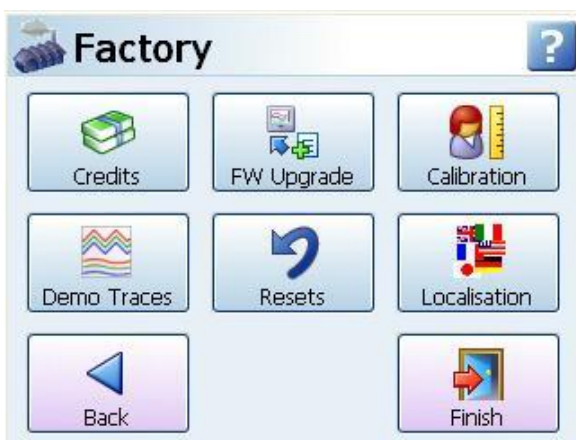 Factory
?
Credits
FW Upgrade
Calibration
Demo Traces
Resets
Localisation
Back
Finish